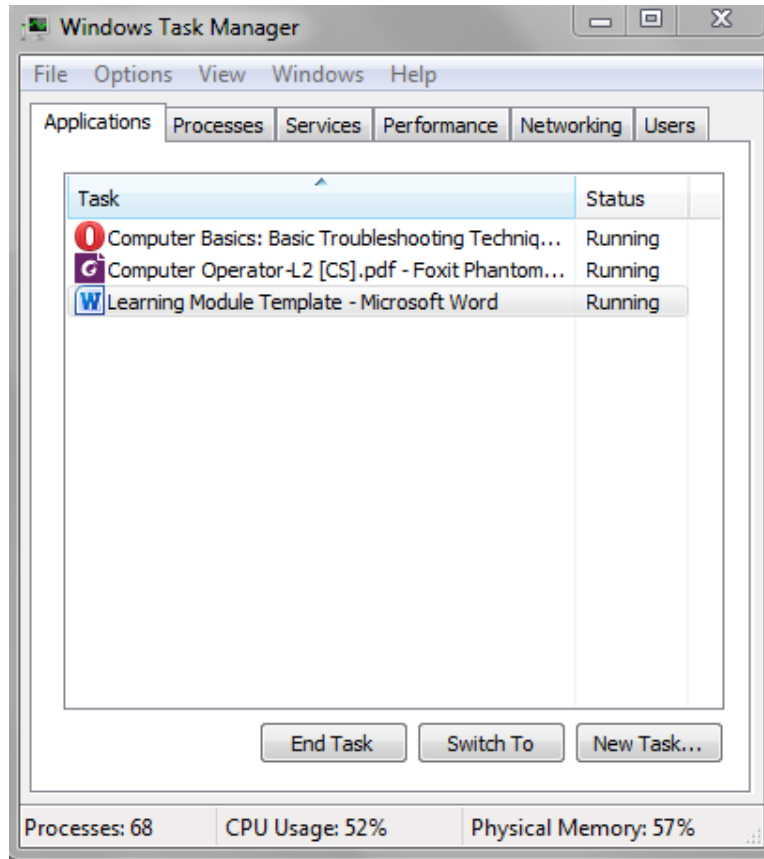 Windows Task Manager
File Options View Windows Help
Applications Processes Services Performance Networking Users
Task Status
Computer Basics: Basic Troubleshooting Techniq... Running
Computer Operator-L2 [CS].pdf - Foxit Phantom... Running
Learning Module Template - Microsoft Word Running
End Task Switch To New Task...
Processes: 68 CPU Usage: 52% Physical Memory: 57%